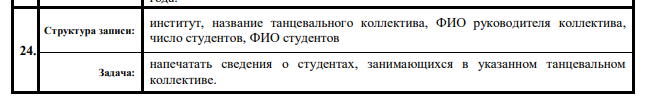 года.
24.
Структура записи:
институт, название танцевального коллектива, ФИО руководителя коллектива,
число студентов, ФИО студентов
Задача:
напечатать сведения о студентах, занимающихся в указанном танцевальном
коллективе.